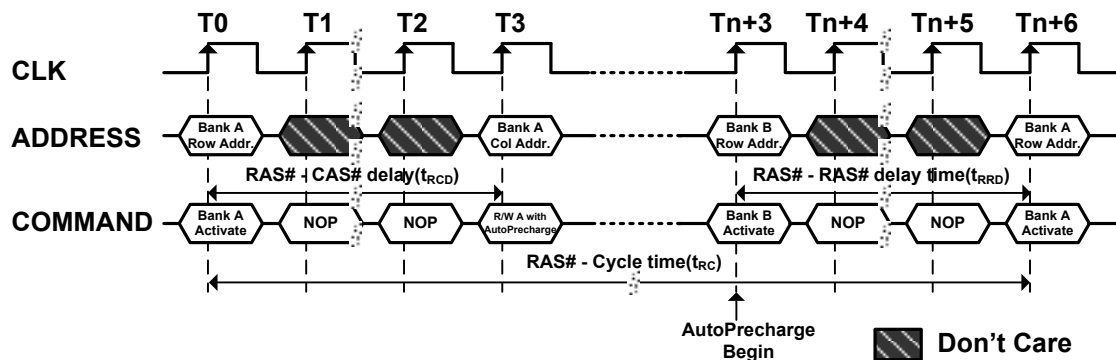 T0 T1 T2 T3 Tn+3 Tn+4 Tn+5 Tn+6
CLK
ADDRESS
Bank A
Row Addr.
Bank A
Col Addr.
Bank B
Row Addr.
Bank A
Row Addr.
RAS# - CAS# delay(tRCD)
RAS# - RAS# delay time(tRRD)
COMMAND
Bank A
Activate
NOP
NOP
R/W A with
AutoPrecharge
Bank B
Activate
NOP
NOP
Bank A
Activate
RAS# - Cycle time(tRC)
AutoPrecharge
Begin
Don't Care